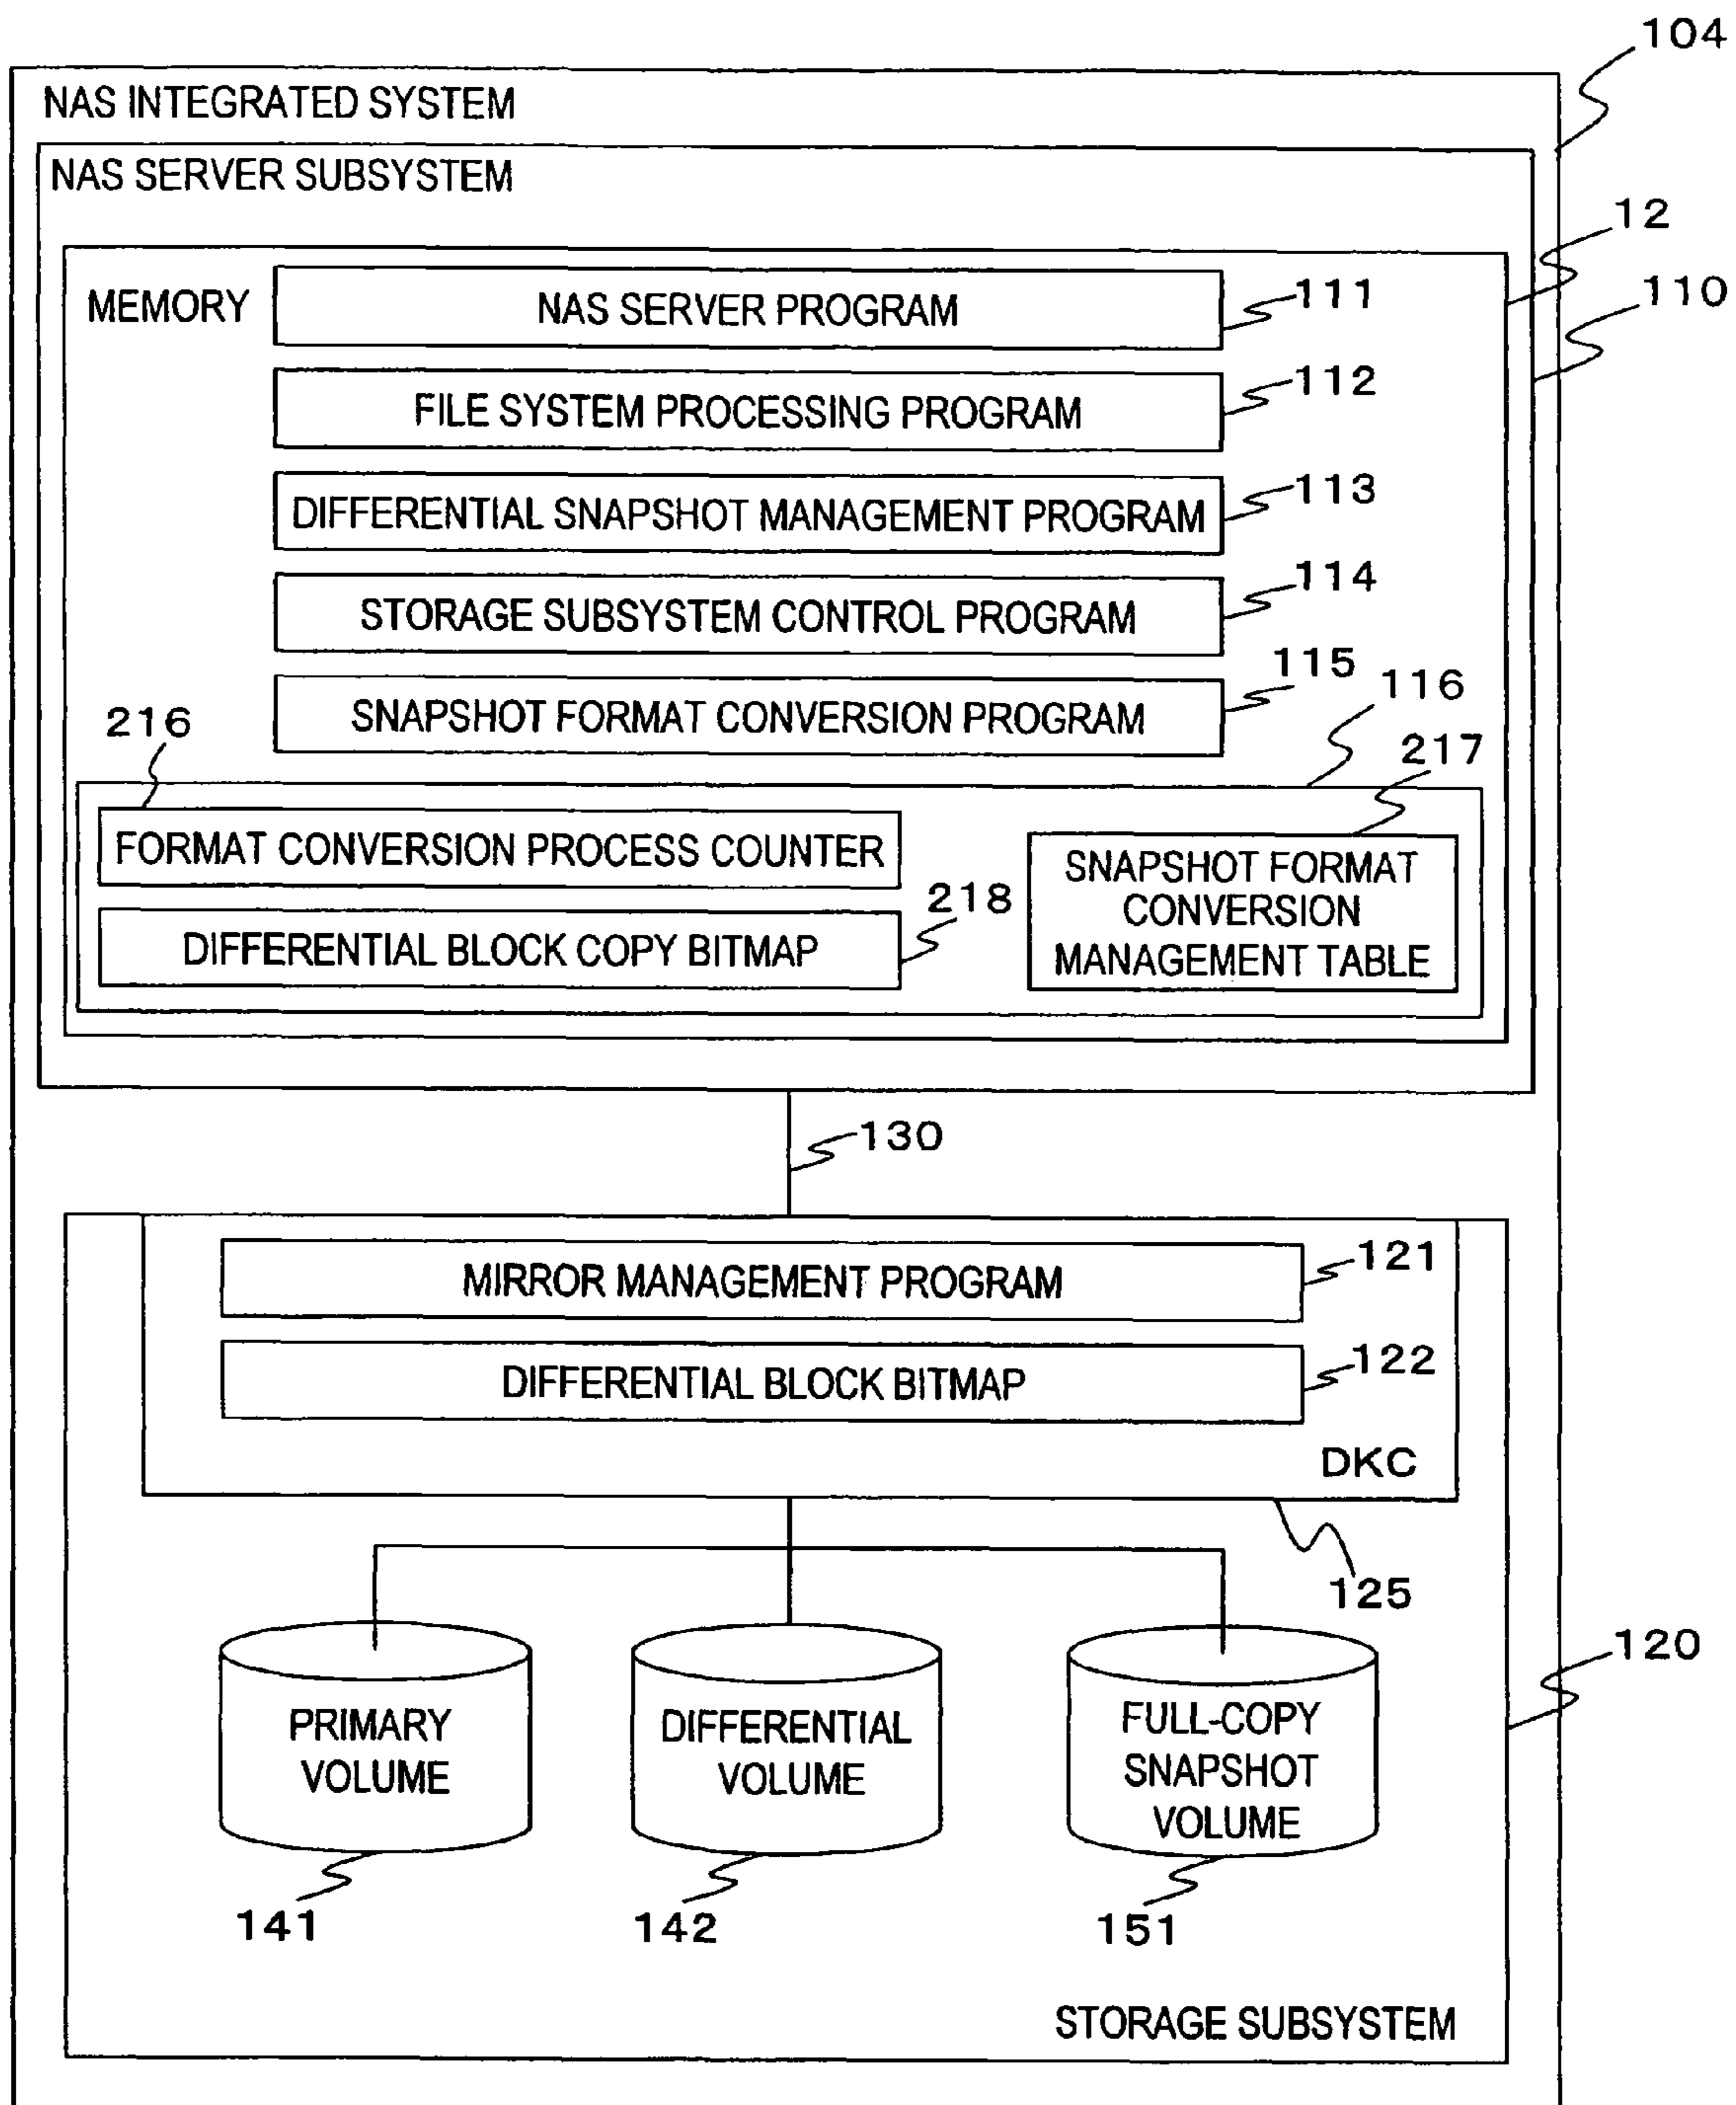 104
NAS INTEGRATED SYSTEM
NAS SERVER SUBSYSTEM
12
110
MEMORY
NAS SERVER PROGRAM
111
FILE SYSTEM PROCESSING PROGRAM
112
DIFFERENTIAL SNAPSHOT MANAGEMENT PROGRAM
113
STORAGE SUBSYSTEM CONTROL PROGRAM
114
SNAPSHOT FORMAT CONVERSION PROGRAM
115
116
216
217
FORMAT CONVERSION PROCESS COUNTER
218
DIFFERENTIAL BLOCK COPY BITMAP
SNAPSHOT FORMAT
CONVERSION
MANAGEMENT TABLE
130
MIRROR MANAGEMENT PROGRAM
121
DIFFERENTIAL BLOCK BITMAP
122
DKC
125
120
PRIMARY
VOLUME
DIFFERENTIAL
VOLUME
FULL-COPY
SNAPSHOT
VOLUME
141
142
151
STORAGE SUBSYSTEM